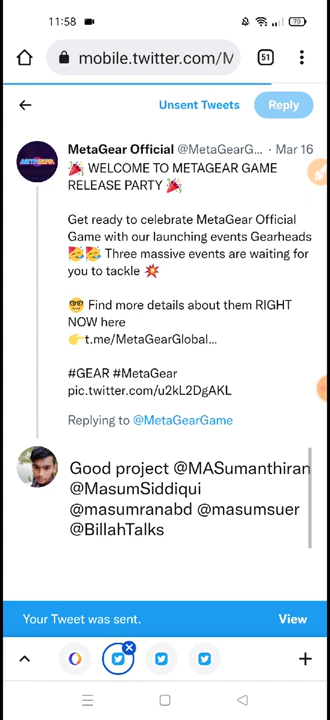 11:58
70
mobile.twitter.com/M
51
Unsent Tweets
Reply
MetaGear Official @MetaGearG... · Mar 16
🎉 WELCOME TO METAGEAR GAME
RELEASE PARTY 🎉
Get ready to celebrate MetaGear Official
Game with our launching events Gearheads
🥳🥳 Three massive events are waiting for
you to tackle 💥
🤓 Find more details about them RIGHT
NOW here
👉t.me/MetaGearGlobal...
#GEAR #MetaGear
pic.twitter.com/u2kL2DgAKL
Replying to @MetaGearGame
Good project @MASumanthiran
@MasumSiddiqui
@masumranabd @masumsuer
@BillahTalks
Your Tweet was sent.
View